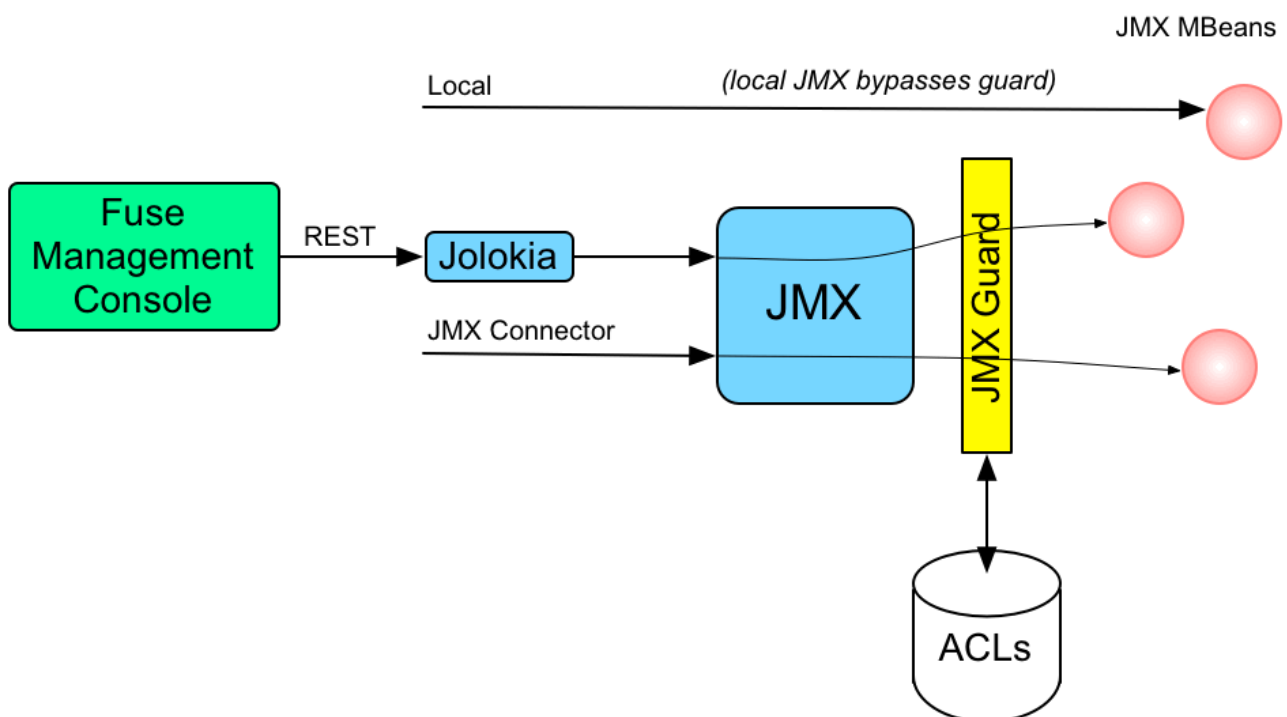 JMX MBeans
Local
(local JMX bypasses guard)
Fuse
Management
Console
REST
Jolokia
JMX Connector
JMX
JMX Guard
ACLs